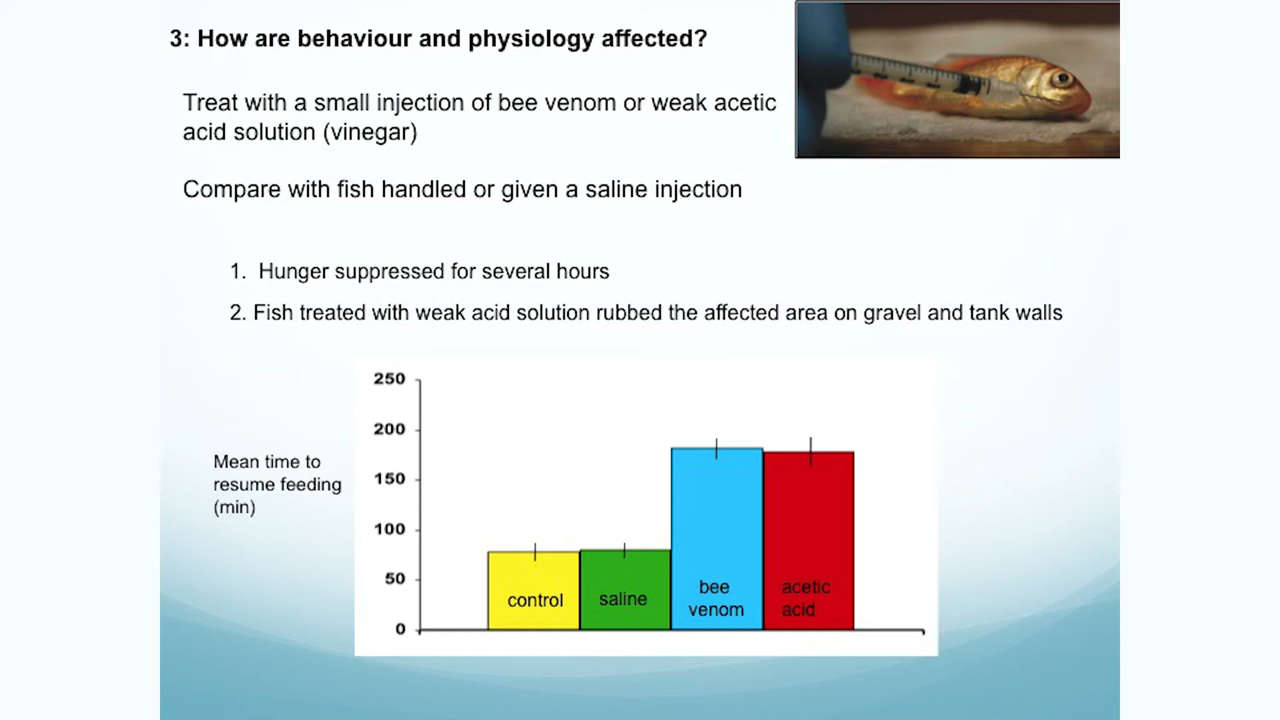 3: How are behaviour and physiology affected?
Treat with a small injection of bee venom or weak acetic
acid solution (vinegar)
Compare with fish handled or given a saline injection
1. Hunger suppressed for several hours
2. Fish treated with weak acid solution rubbed the affected area on gravel and tank walls
Mean time to
resume feeding
(min)
250
200
150
100
50
0
control
saline
bee
venom
acetic
acid